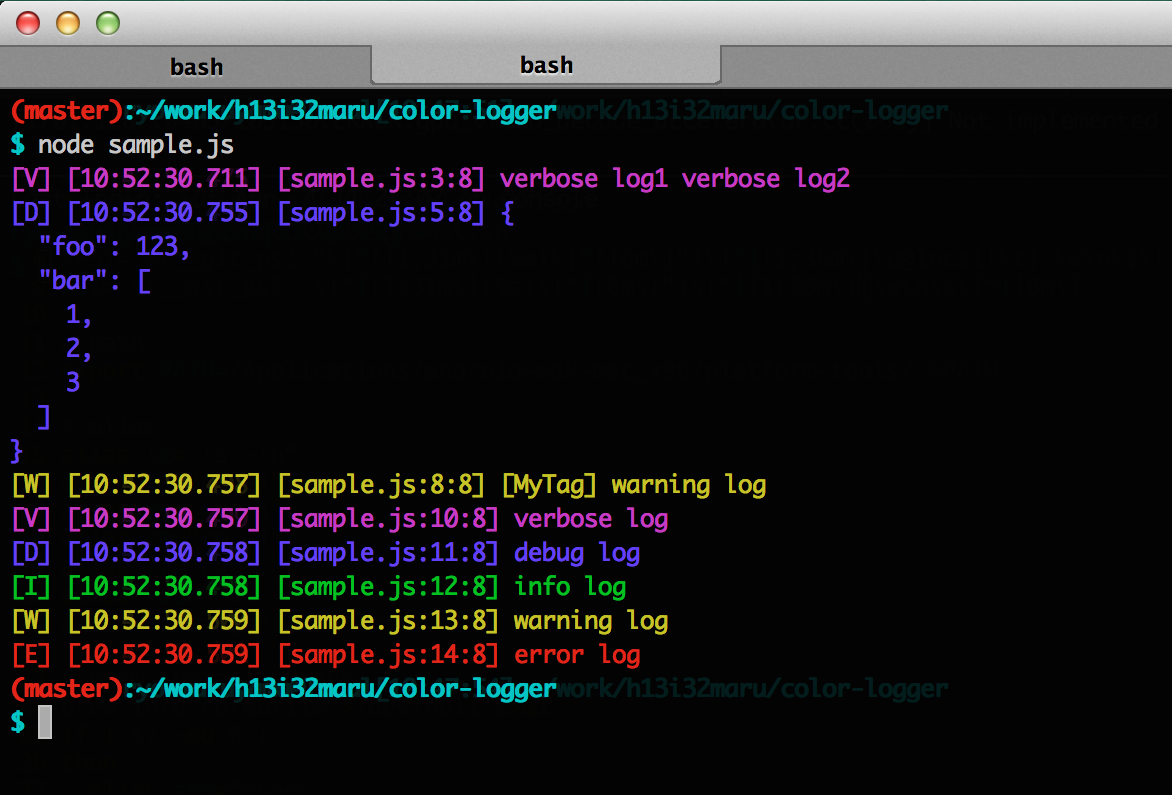 bash bash
(master):~/work/h13i32maru/color-logger
$ node sample.js
[V] [10:52:30.711] [sample.js:3:8] verbose log1 verbose log2
[D] [10:52:30.755] [sample.js:5:8] {
  "foo": 123,
  "bar": [
    1,
    2,
    3
  ]
}
[W] [10:52:30.757] [sample.js:8:8] [MyTag] warning log
[V] [10:52:30.757] [sample.js:10:8] verbose log
[D] [10:52:30.758] [sample.js:11:8] debug log
[I] [10:52:30.758] [sample.js:12:8] info log
[W] [10:52:30.759] [sample.js:13:8] warning log
[E] [10:52:30.759] [sample.js:14:8] error log
(master):~/work/h13i32maru/color-logger
$